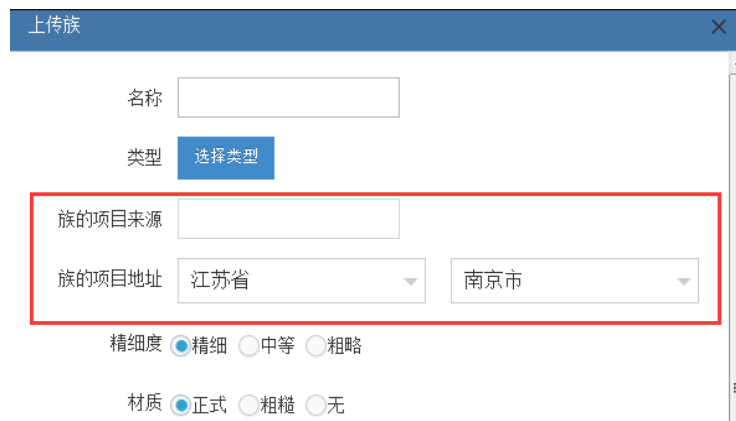 上传族
名称
类型 选择类型
族的项目来源
族的项目地址 江苏省 南京市
精细度 精细 中等 粗略
材质 正式 粗糙 无